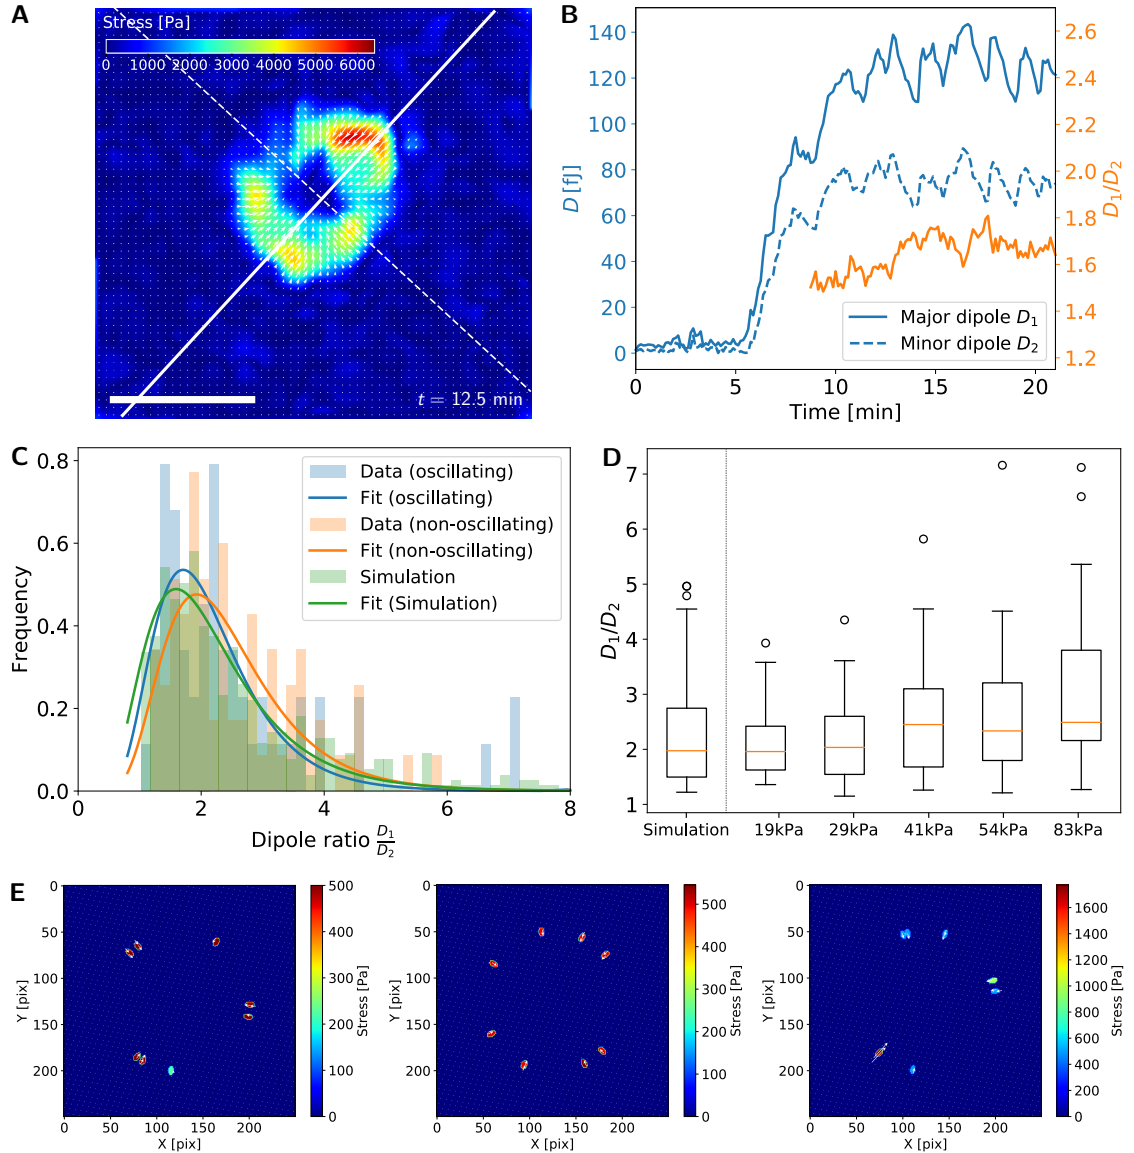 A
Stress [Pa]
0 1000 2000 3000 4000 5000 6000
t = 12.5 min
B
D [fJ]
140
120
100
80
60
40
20
0
2.6
2.4
2.2
2.0
1.8
1.6
1.4
1.2
D1/D2
Major dipole D1
Minor dipole D2
0 5 10 15 20
Time [min]
C
Frequency
0.8
0.6
0.4
0.2
0.0
Data (oscillating)
Fit (oscillating)
Data (non-oscillating)
Fit (non-oscillating)
Simulation
Fit (Simulation)
0 2 4 6 8
Dipole ratio D1/D2
D
D1/D2
7
6
5
4
3
2
1
Simulation 19kPa 29kPa 41kPa 54kPa 83kPa
E
Y [pix]
0
50
100
150
200
0 50 100 150 200
X [pix]
500
400
300
200
100
0
Stress [Pa]
Y [pix]
0
50
100
150
200
0 50 100 150 200
X [pix]
500
400
300
200
100
0
Stress [Pa]
Y [pix]
0
50
100
150
200
0 50 100 150 200
X [pix]
1600
1400
1200
1000
800
600
400
200
0
Stress [Pa]